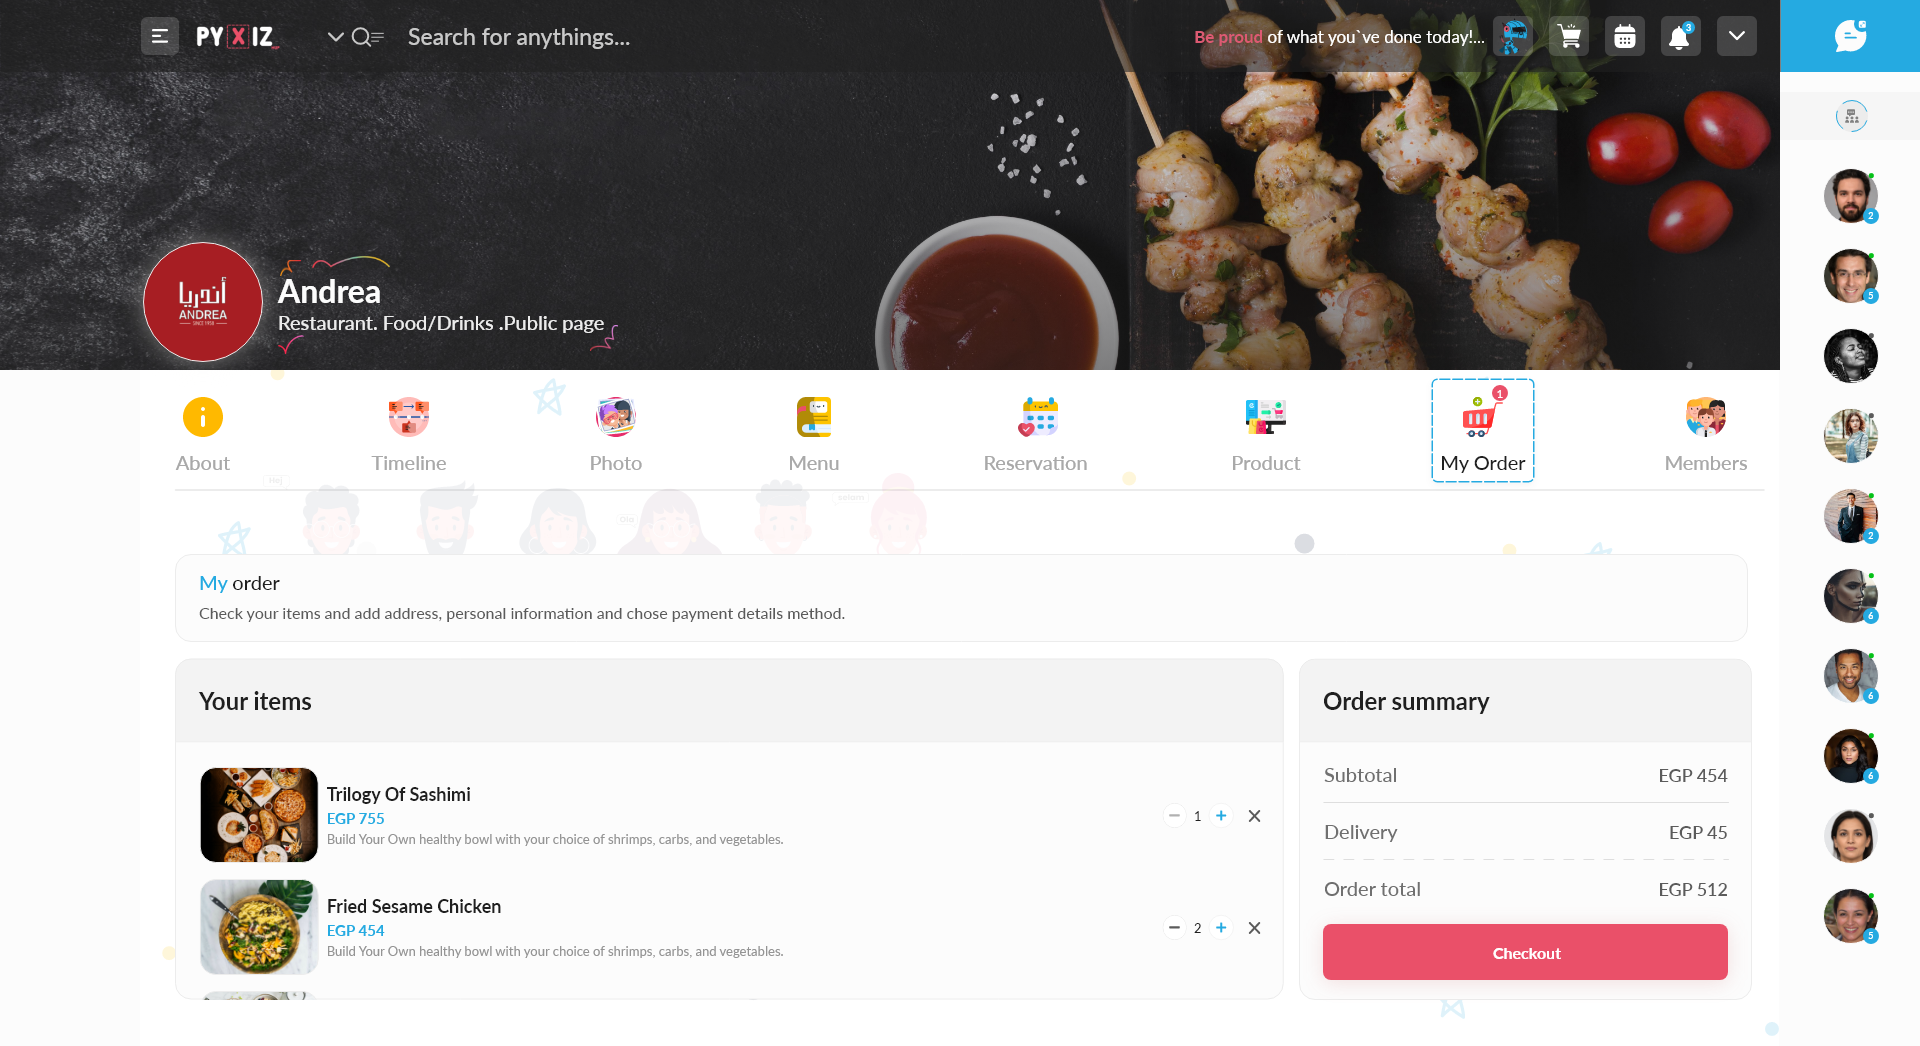 PYXIZ
Search for anythings...
Be proud of what you`ve done today!...
3
أندريا
ANDREA
SINCE 1958
Andrea
Restaurant. Food/Drinks .Public page
1
About
Timeline
Photo
Menu
Reservation
Product
My Order
Members
Hej
Olá
My order
Check your items and add address, personal information and chose payment details method.
Your items
Trilogy Of Sashimi
EGP 755
Build Your Own healthy bowl with your choice of shrimps, carbs, and vegetables.
1
Fried Sesame Chicken
EGP 454
Build Your Own healthy bowl with your choice of shrimps, carbs, and vegetables.
2
Order summary
Subtotal EGP 454
Delivery EGP 45
Order total EGP 512
Checkout
2
5
2
6
6
6
5